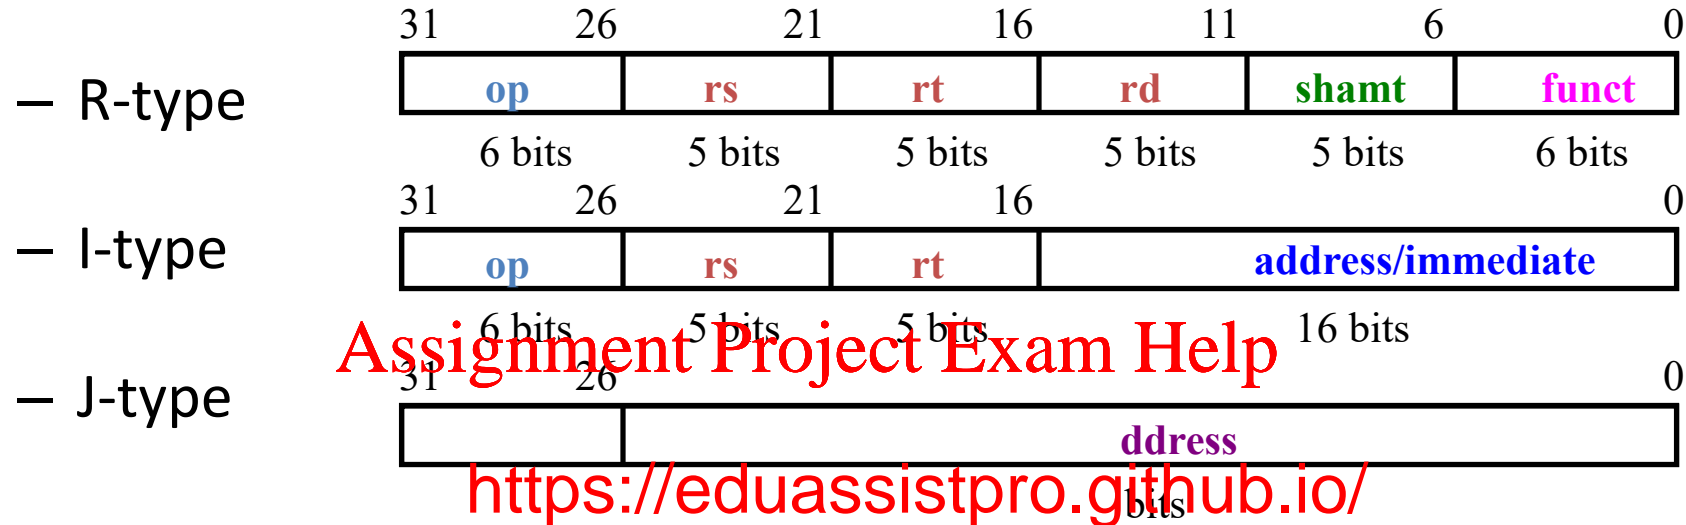 31 26 21 16 11 6 0
– R-type op rs rt rd shamt funct
6 bits 5 bits 5 bits 5 bits 5 bits 6 bits
31 26 21 16 0
– I-type op rs rt address/immediate
6 bits 5 bits 5 bits 16 bits
Assignment Project Exam Help
31 26 0
– J-type ddress
https://eduassistpro.github.io/
bits